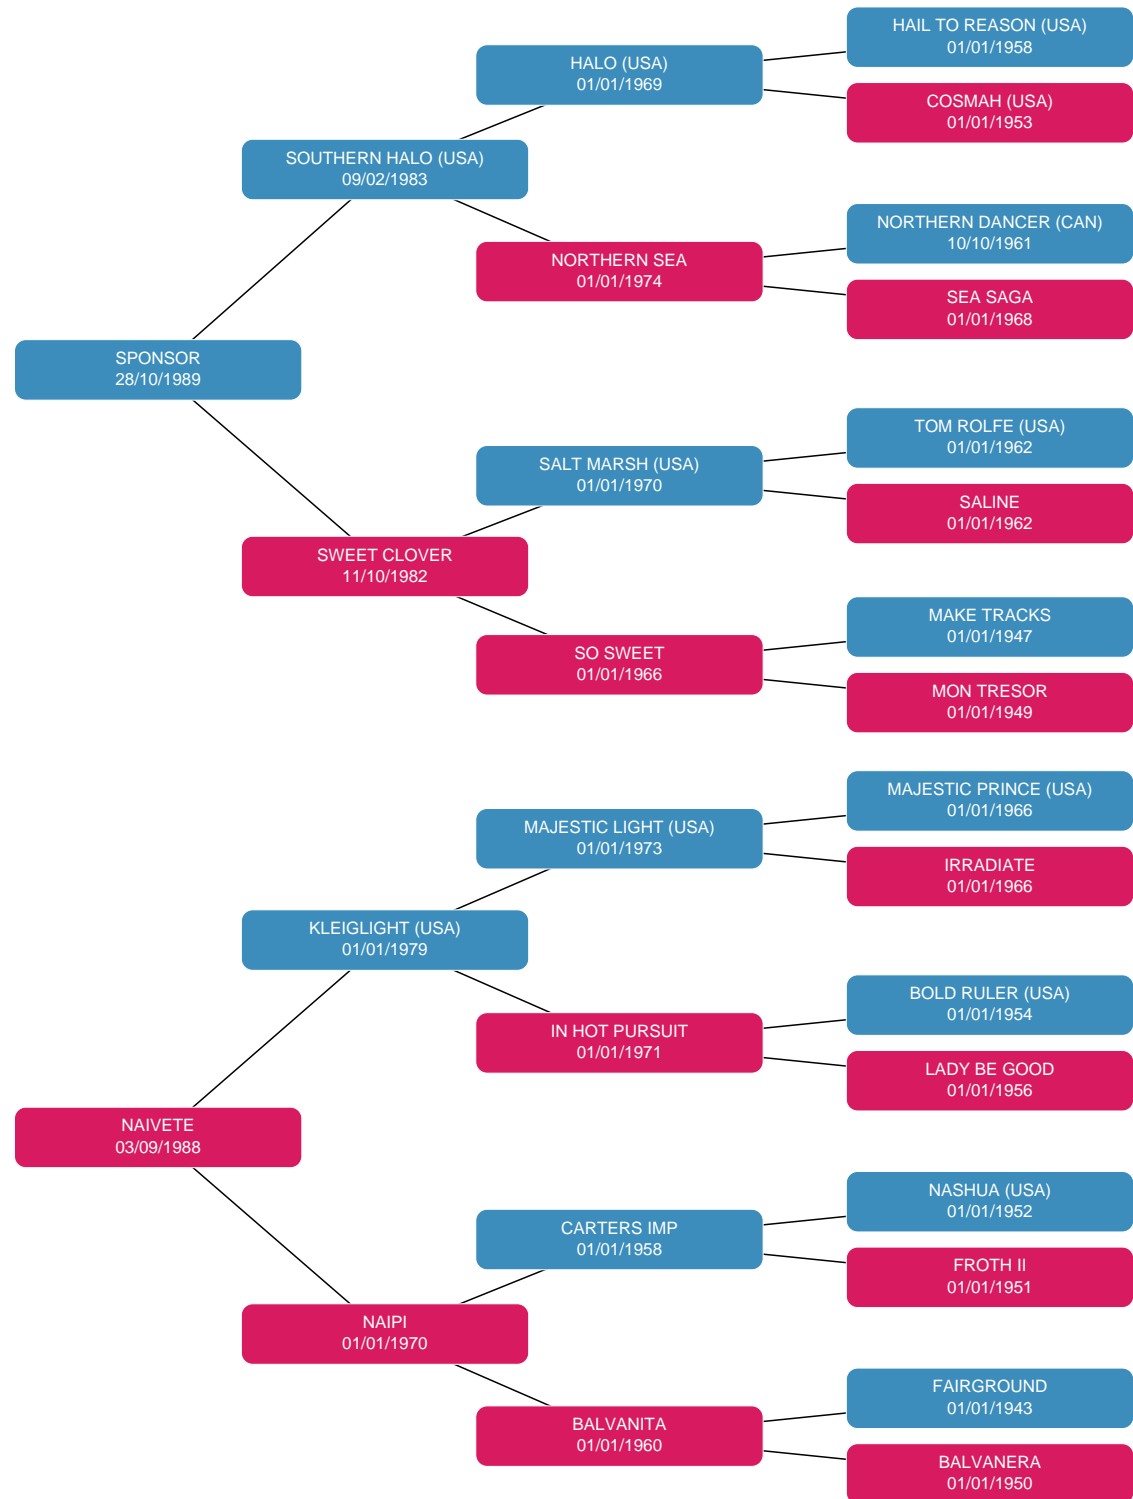 HAIL TO REASON (USA)
01/01/1958
HALO (USA)
01/01/1969
COSMAH (USA)
01/01/1953
SOUTHERN HALO (USA)
09/02/1983
NORTHERN DANCER (CAN)
10/10/1961
NORTHERN SEA
01/01/1974
SEA SAGA
01/01/1968
SPONSOR
28/10/1989
TOM ROLFE (USA)
01/01/1962
SALT MARSH (USA)
01/01/1970
SALINE
01/01/1962
SWEET CLOVER
11/10/1982
MAKE TRACKS
01/01/1947
SO SWEET
01/01/1966
MON TRESOR
01/01/1949
MAJESTIC PRINCE (USA)
01/01/1966
MAJESTIC LIGHT (USA)
01/01/1973
IRRADIATE
01/01/1966
KLEIGLIGHT (USA)
01/01/1979
BOLD RULER (USA)
01/01/1954
IN HOT PURSUIT
01/01/1971
LADY BE GOOD
01/01/1956
NAIVETE
03/09/1988
NASHUA (USA)
01/01/1952
CARTERS IMP
01/01/1958
FROTH II
01/01/1951
NAIPI
01/01/1970
FAIRGROUND
01/01/1943
BALVANITA
01/01/1960
BALVANERA
01/01/1950